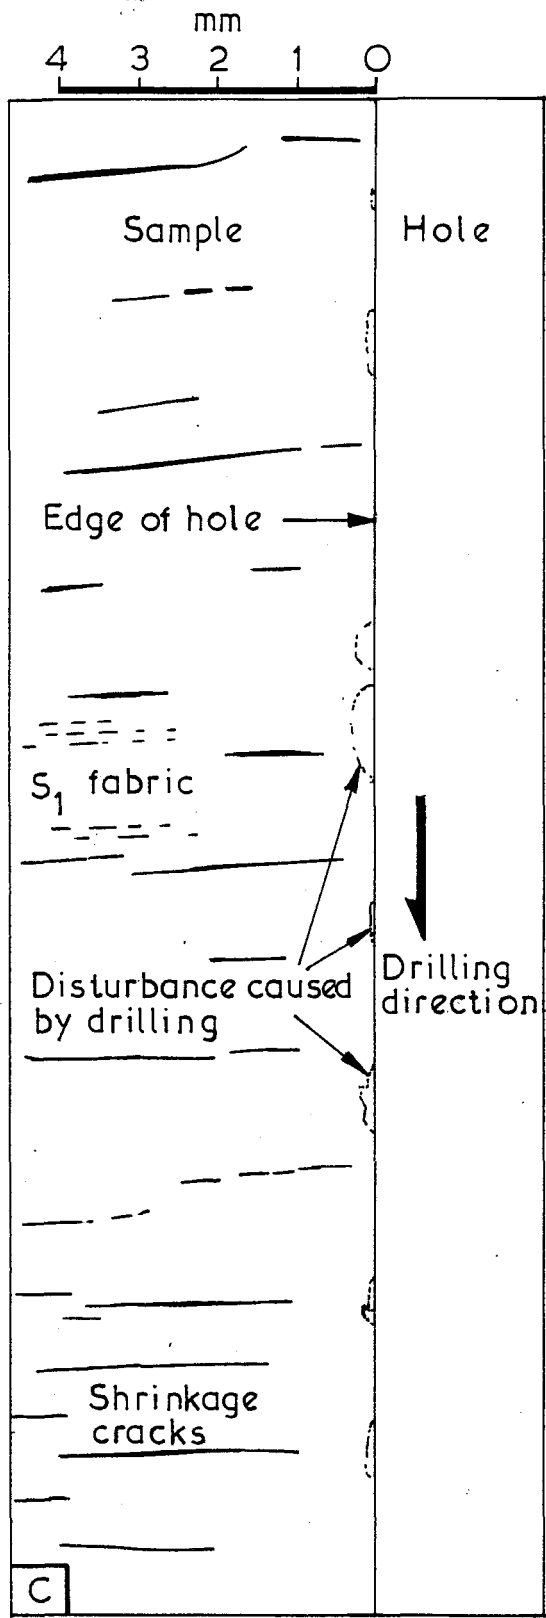 mm
4 3 2 1 0
Sample
Hole
Edge of hole
S₁ fabric
Drilling
direction
Disturbance caused
by drilling
Shrinkage
cracks
C